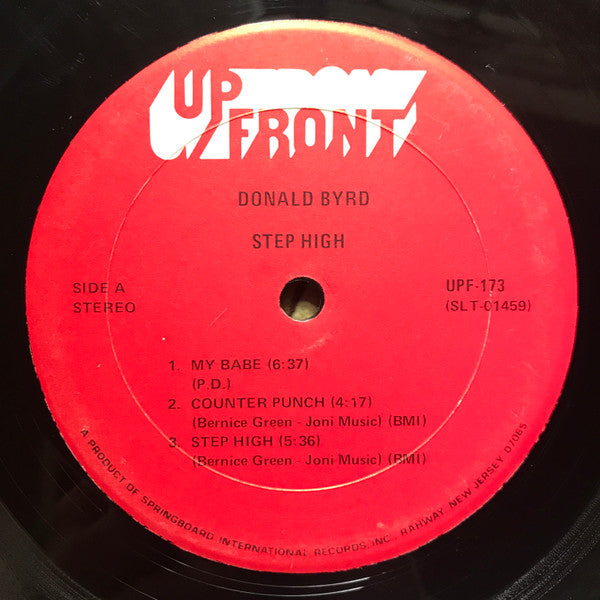 UP FRONT
DONALD BYRD
STEP HIGH
SIDE A
STEREO
UPF-173
(SLT-01459)
1. MY BABE (6:37)
(P.D.)
2. COUNTER PUNCH (4:17)
(Bernice Green - Joni Music) (BMI)
3. STEP HIGH (5:36)
(Bernice Green - Joni Music) (BMI)
A PRODUCT OF SPRINGBOARD INTERNATIONAL RECORDS, INC., RAHWAY, NEW JERSEY 07065